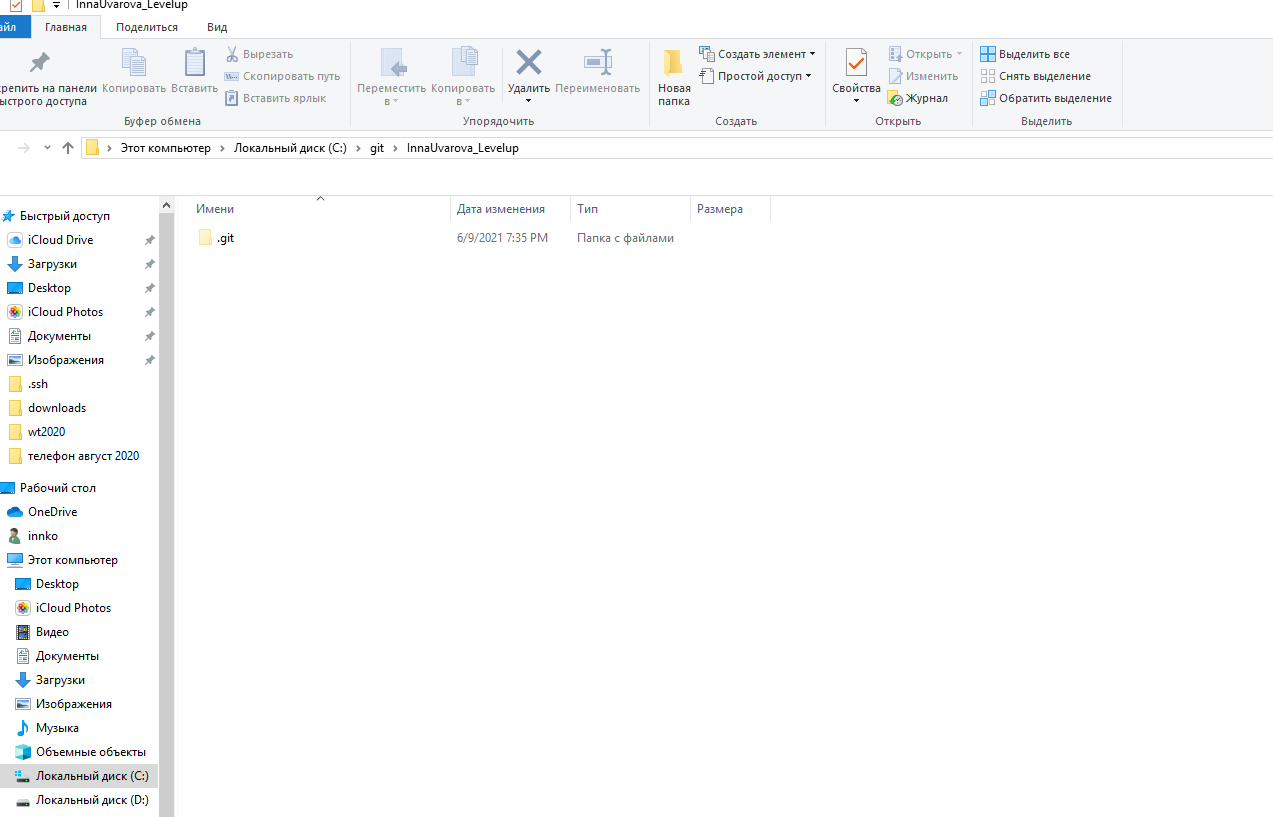 InnaUvarova_Levelup
айл Главная Поделиться Вид
репить на панели
ыстрого доступа
Копировать
Вставить
Вырезать
Скопировать путь
Вставить ярлык
Буфер обмена
Переместить
в
Копировать
в
Удалить
Переименовать
Упорядочить
Новая
папка
Создать элемент
Простой доступ
Создать
Свойства
Открыть
Изменить
Журнал
Открыть
Выделить все
Снять выделение
Обратить выделение
Выделить
Этот компьютер › Локальный диск (C:) › git › InnaUvarova_Levelup
Имени Дата изменения Тип Размера
.git 6/9/2021 7:35 PM Папка с файлами
Быстрый доступ
iCloud Drive
Загрузки
Desktop
iCloud Photos
Документы
Изображения
.ssh
downloads
wt2020
телефон август 2020
Рабочий стол
OneDrive
innko
Этот компьютер
Desktop
iCloud Photos
Видео
Документы
Загрузки
Изображения
Музыка
Объемные объекты
Локальный диск (C:)
Локальный диск (D:)